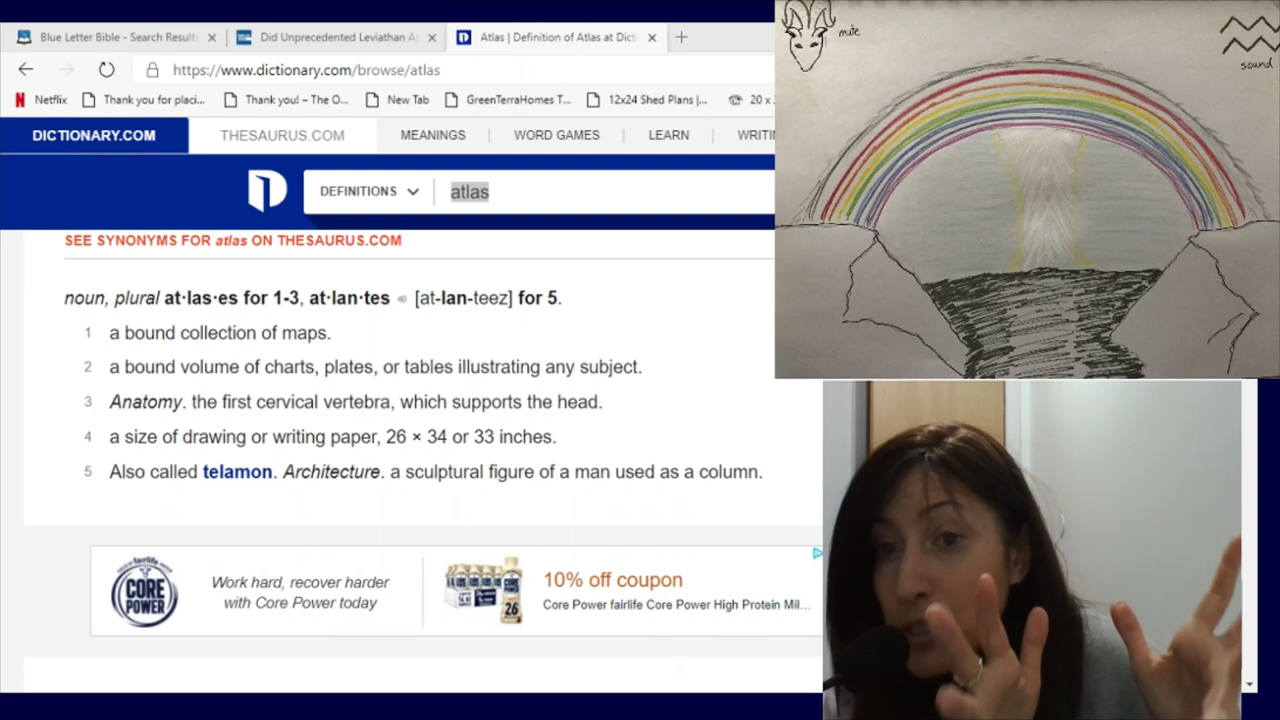 Blue Letter Bible - Search Results
Did Unprecedented Leviathan A
Atlas | Definition of Atlas at Dicti
https://www.dictionary.com/browse/atlas
Netflix
Thank you for placi...
Thank you! – The O...
New Tab
GreenTerraHomes T...
12x24 Shed Plans |...
20 x
DICTIONARY.COM
THESAURUS.COM
MEANINGS
WORD GAMES
LEARN
WRITI
DEFINITIONS
atlas
SEE SYNONYMS FOR atlas ON THESAURUS.COM
noun, plural at·las·es for 1-3, at·lan·tes [at-lan-teez] for 5.
1 a bound collection of maps.
2 a bound volume of charts, plates, or tables illustrating any subject.
3 Anatomy. the first cervical vertebra, which supports the head.
4 a size of drawing or writing paper, 26 × 34 or 33 inches.
5 Also called telamon. Architecture. a sculptural figure of a man used as a column.
fairlife
CORE
POWER
Work hard, recover harder
with Core Power today
26
10% off coupon
Core Power fairlife Core Power High Protein Mil...
mute
sound